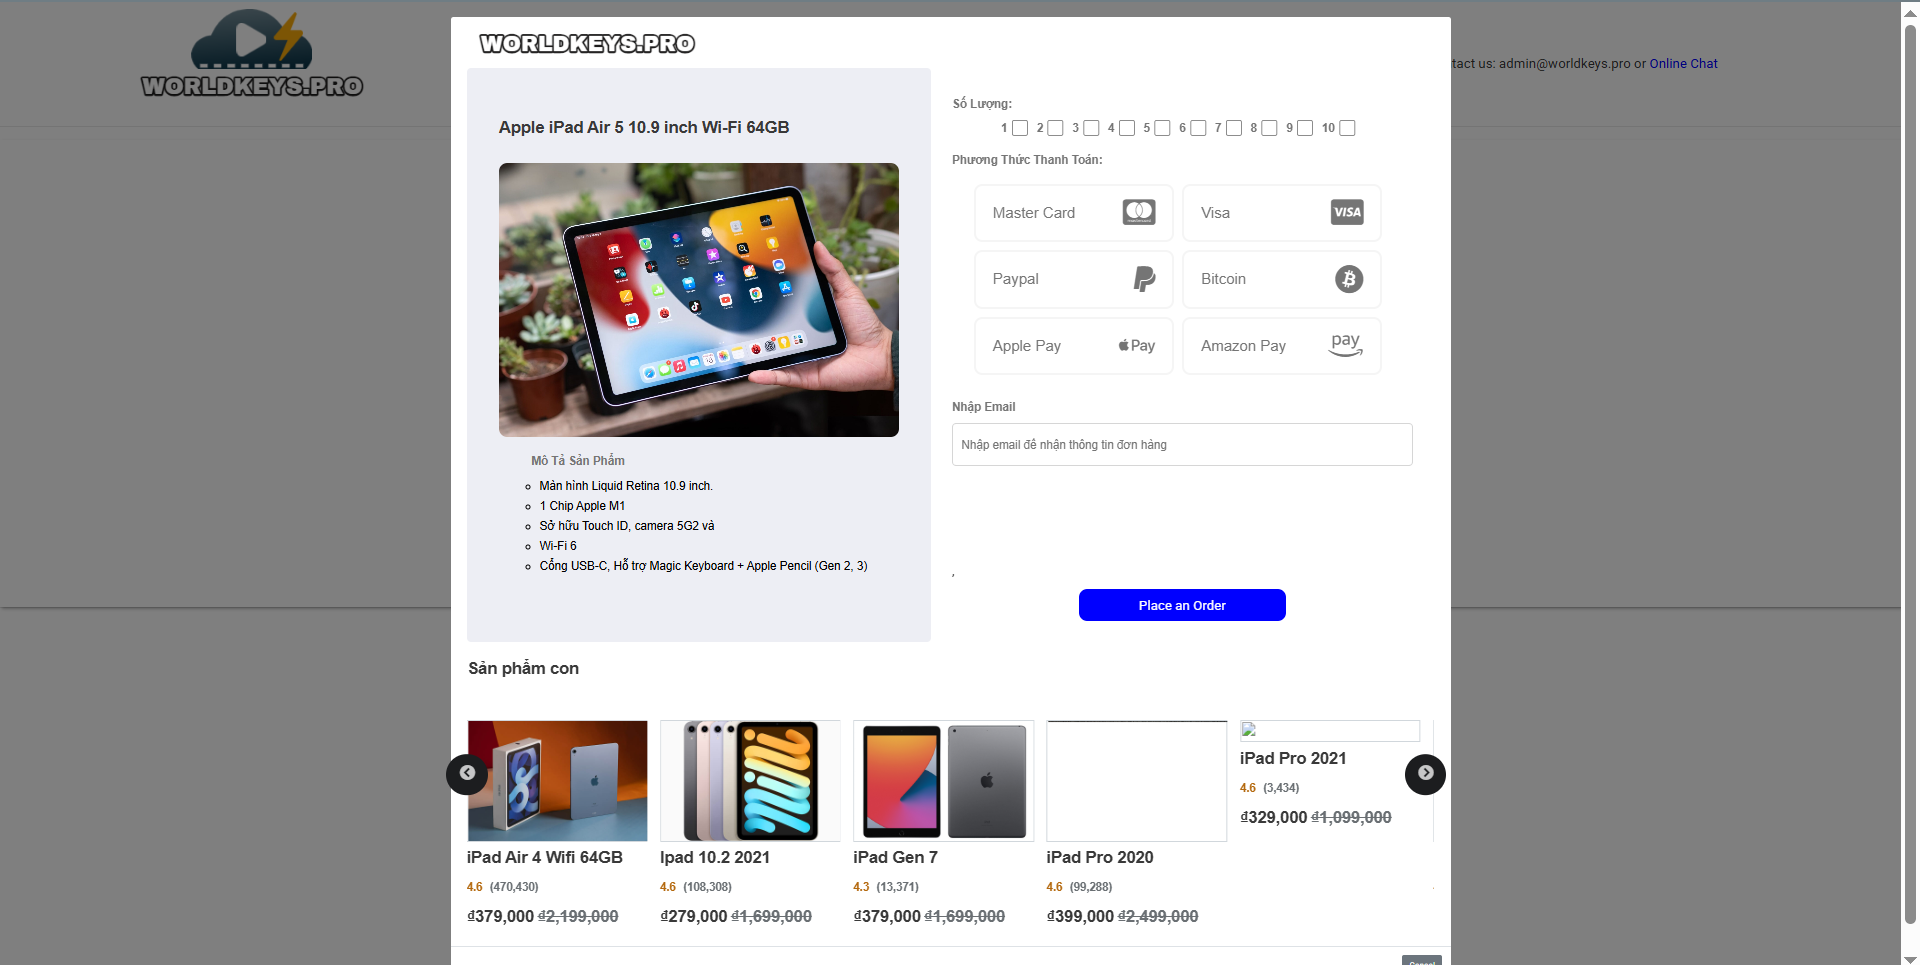 WORLDKEYS.PRO
WORLDKEYS.PRO
tact us: admin@worldkeys.pro or Online Chat
Apple iPad Air 5 10.9 inch Wi-Fi 64GB
Mô Tả Sản Phẩm
Màn hình Liquid Retina 10.9 inch.
1 Chip Apple M1
Sở hữu Touch ID, camera 5G2 và
Wi-Fi 6
Cổng USB-C, Hỗ trợ Magic Keyboard + Apple Pencil (Gen 2, 3)
Số Lượng:
1 2 3 4 5 6 7 8 9 10
Phương Thức Thanh Toán:
Master Card
Visa VISA
Paypal
Bitcoin
Apple Pay Pay
Amazon Pay pay
Nhập Email
Nhập email để nhận thông tin đơn hàng
,
Place an Order
Sản phẩm con
iPad Air 4 Wifi 64GB
4.6 (470,430)
₫379,000 ₫2,199,000
Ipad 10.2 2021
4.6 (108,308)
₫279,000 ₫1,699,000
iPad Gen 7
4.3 (13,371)
₫379,000 ₫1,699,000
iPad Pro 2020
4.6 (99,288)
₫399,000 ₫2,499,000
iPad Pro 2021
4.6 (3,434)
₫329,000 ₫1,099,000